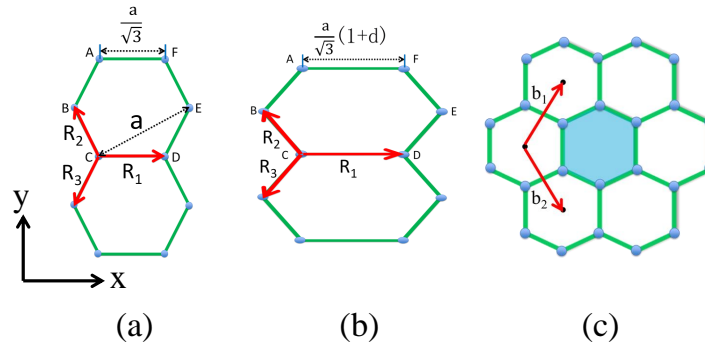 a/√3
A F
B E
a
R₂
C D
R₃ R₁
y
x
(a)
a/√3 (1+d)
A F
B E
R₂
C D
R₃ R₁
(b)
b₁
b₂
(c)